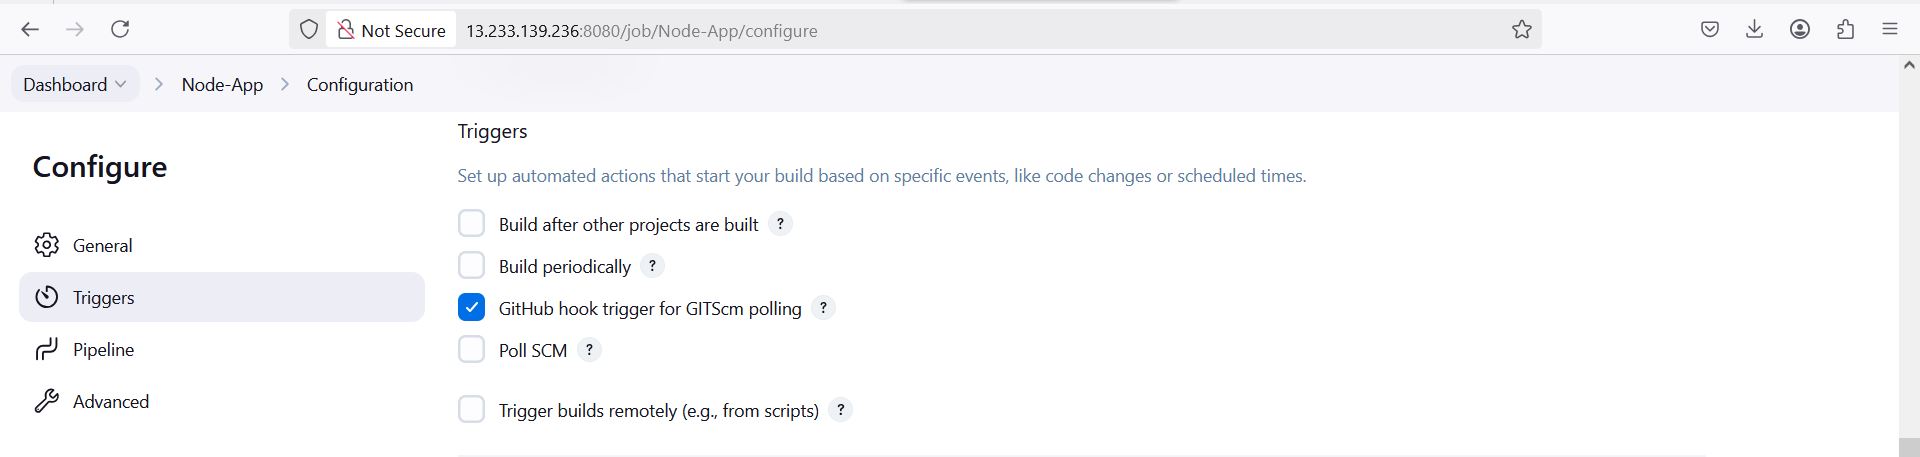 Not Secure 13.233.139.236:8080/job/Node-App/configure
Dashboard Node-App Configuration
Configure
General
Triggers
Pipeline
Advanced
Triggers
Set up automated actions that start your build based on specific events, like code changes or scheduled times.
Build after other projects are built ?
Build periodically ?
GitHub hook trigger for GITScm polling ?
Poll SCM ?
Trigger builds remotely (e.g., from scripts) ?